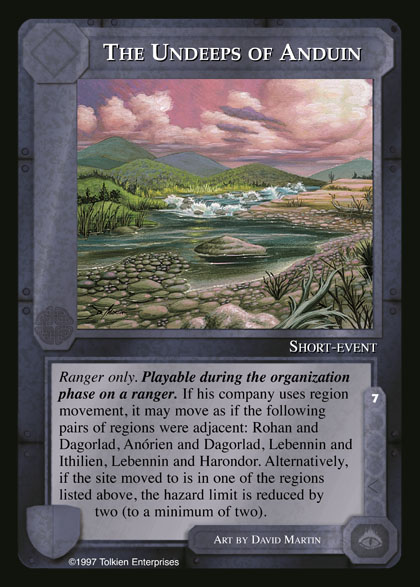 The Undeeps of Anduin
Short-event
Ranger only. Playable during the organization
phase on a ranger. If his company uses region
movement, it may move as if the following
pairs of regions were adjacent: Rohan and
Dagorlad, Anórien and Dagorlad, Lebennin and
Ithilien, Lebennin and Harondor. Alternatively,
if the site moved to is in one of the regions
listed above, the hazard limit is reduced by
two (to a minimum of two).
7
Art by David Martin
©1997 Tolkien Enterprises